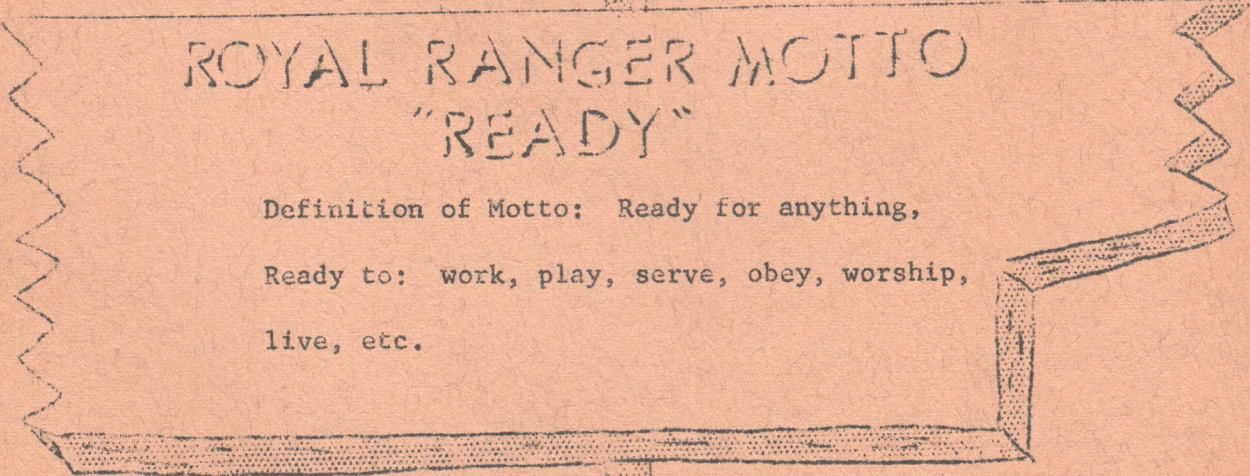 ROYAL RANGER MOTTO
"READY"
Definition of Motto:  Ready for anything,
Ready to:  work, play, serve, obey, worship,
live, etc.